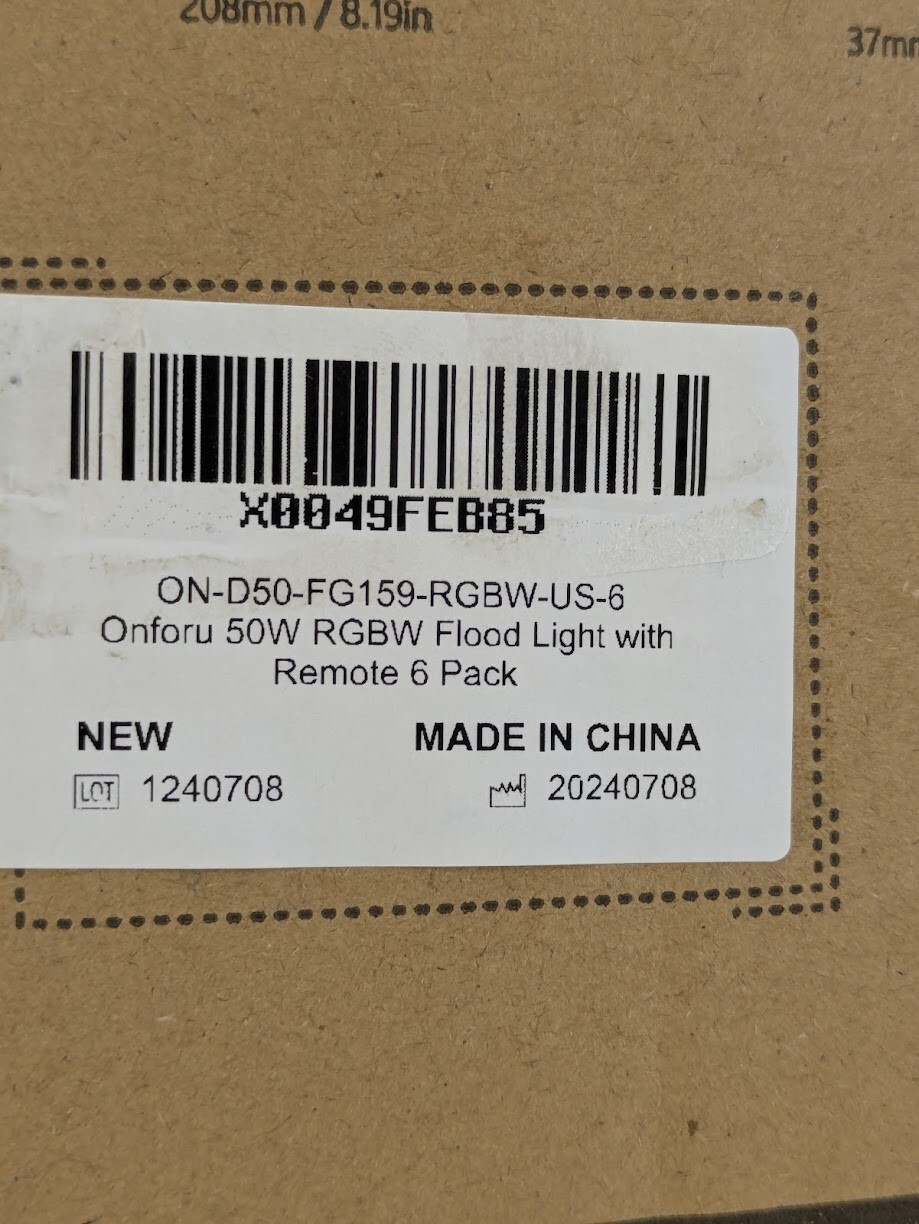 208mm / 8.19in
37mm
X0049FEB85
ON-D50-FG159-RGBW-US-6
Onforu 50W RGBW Flood Light with
Remote 6 Pack
NEW
MADE IN CHINA
LOT 1240708
20240708